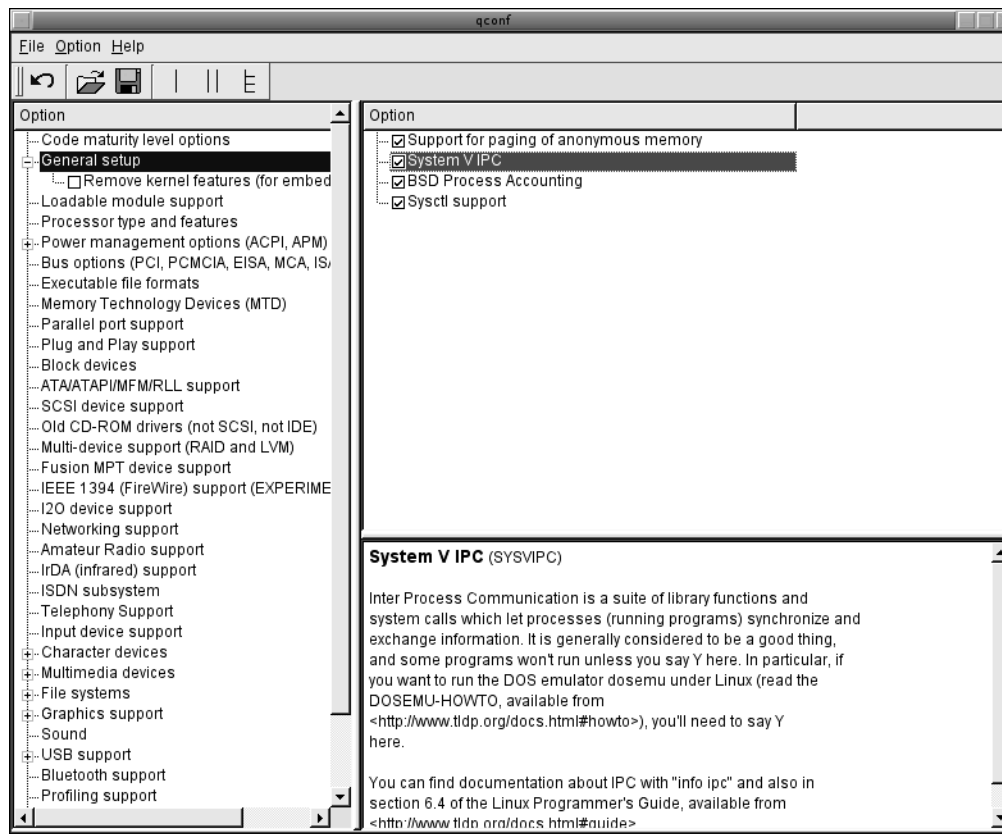 qconf
File Option Help
Option
Code maturity level options
General setup
Remove kernel features (for embed
Loadable module support
Processor type and features
Power management options (ACPI, APM)
Bus options (PCI, PCMCIA, EISA, MCA, ISA
Executable file formats
Memory Technology Devices (MTD)
Parallel port support
Plug and Play support
Block devices
ATA/ATAPI/MFM/RLL support
SCSI device support
Old CD-ROM drivers (not SCSI, not IDE)
Multi-device support (RAID and LVM)
Fusion MPT device support
IEEE 1394 (FireWire) support (EXPERIME
I2O device support
Networking support
Amateur Radio support
IrDA (infrared) support
ISDN subsystem
Telephony Support
Input device support
Character devices
Multimedia devices
File systems
Graphics support
Sound
USB support
Bluetooth support
Profiling support
Option
Support for paging of anonymous memory
System V IPC
BSD Process Accounting
Sysctl support
System V IPC (SYSVIPC)
Inter Process Communication is a suite of library functions and
system calls which let processes (running programs) synchronize and
exchange information. It is generally considered to be a good thing,
and some programs won't run unless you say Y here. In particular, if
you want to run the DOS emulator dosemu under Linux (read the
DOSEMU-HOWTO, available from
<http://www.tldp.org/docs.html#howto>), you'll need to say Y
here.
You can find documentation about IPC with "info ipc" and also in
section 6.4 of the Linux Programmer's Guide, available from
<http://www.tldp.org/docs.html#guide>